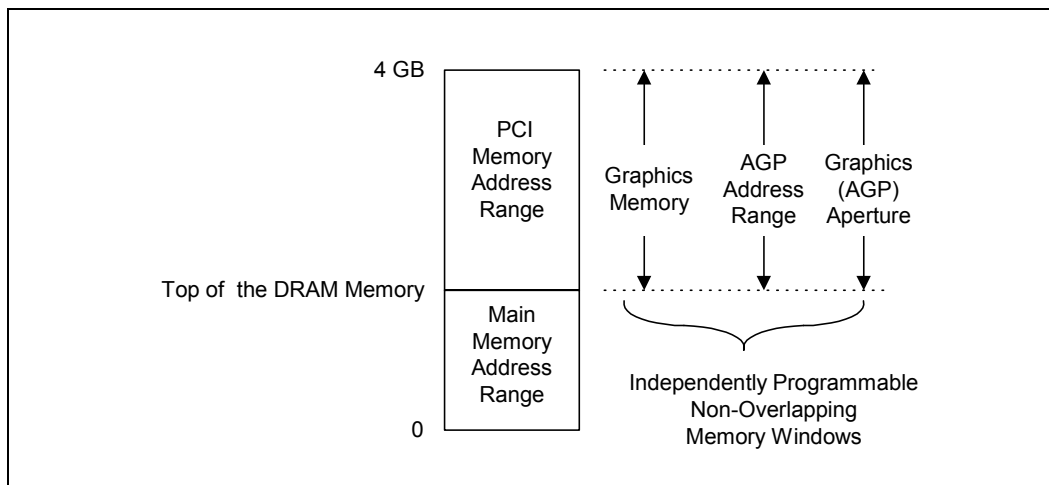 4 GB
PCI
Memory
Address
Range
Graphics
Memory
AGP
Address
Range
Graphics
(AGP)
Aperture
Top of the DRAM Memory
Main
Memory
Address
Range
0
Independently Programmable
Non-Overlapping
Memory Windows